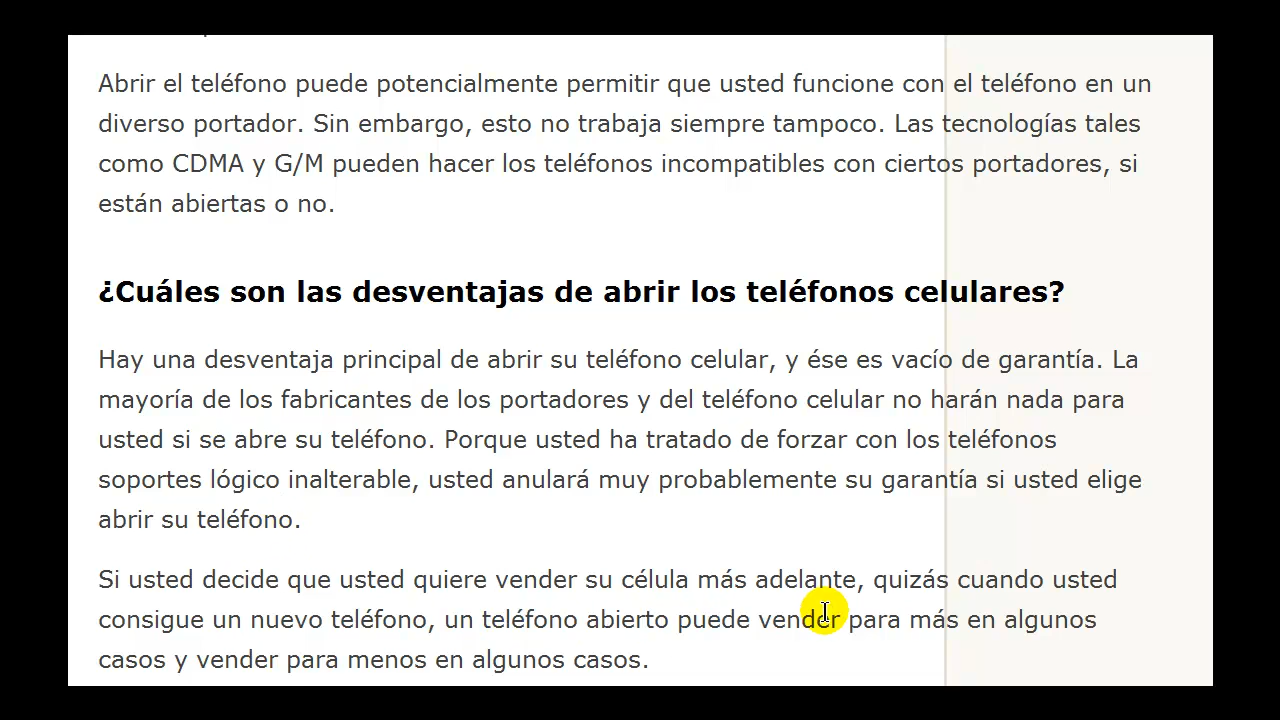 Abrir el teléfono puede potencialmente permitir que usted funcione con el teléfono en un
diverso portador. Sin embargo, esto no trabaja siempre tampoco. Las tecnologías tales
como CDMA y G/M pueden hacer los teléfonos incompatibles con ciertos portadores, si
están abiertas o no.
¿Cuáles son las desventajas de abrir los teléfonos celulares?
Hay una desventaja principal de abrir su teléfono celular, y ése es vacío de garantía. La
mayoría de los fabricantes de los portadores y del teléfono celular no harán nada para
usted si se abre su teléfono. Porque usted ha tratado de forzar con los teléfonos
soportes lógico inalterable, usted anulará muy probablemente su garantía si usted elige
abrir su teléfono.
Si usted decide que usted quiere vender su célula más adelante, quizás cuando usted
consigue un nuevo teléfono, un teléfono abierto puede vender para más en algunos
casos y vender para menos en algunos casos.